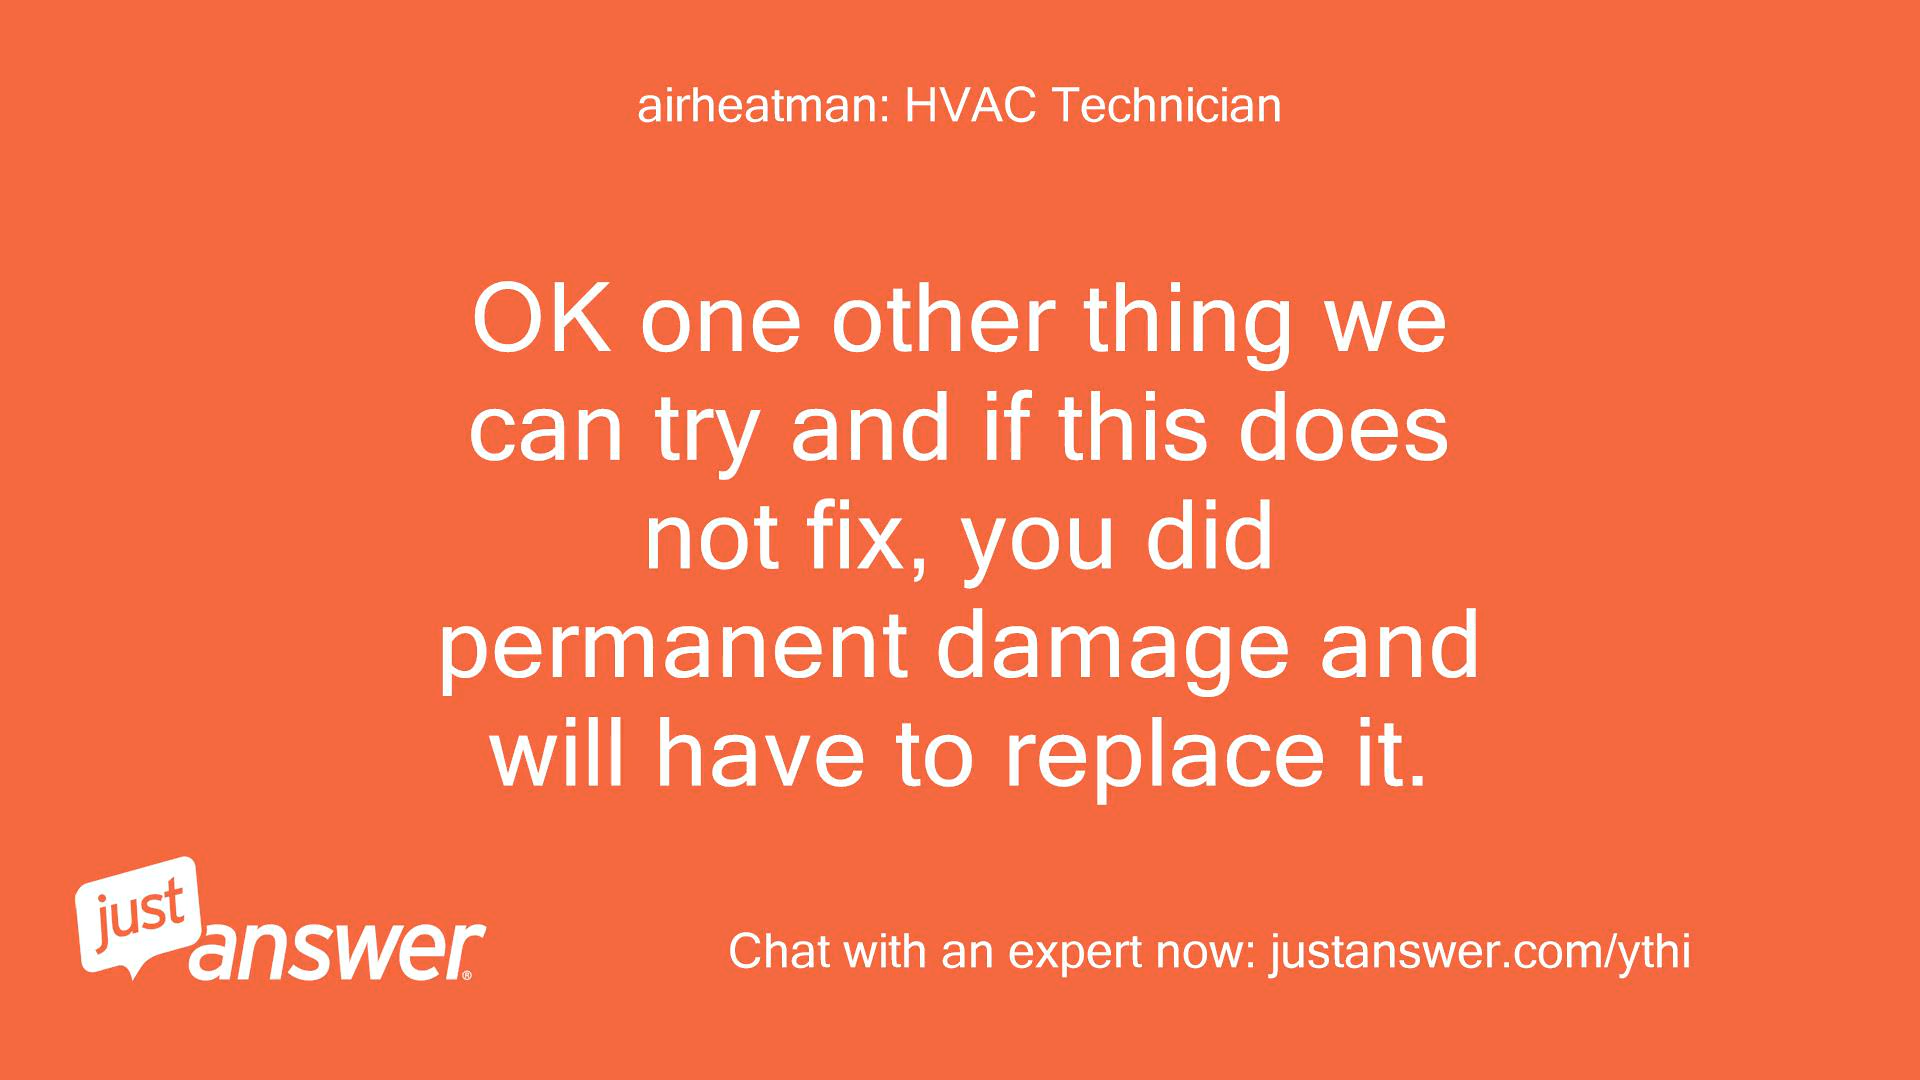 airheatman: HVAC Technician
OK one other thing we
can try and if this does
not fix, you did
permanent damage and
will have to replace it.
just
answer®
Chat with an expert now: justanswer.com/ythi